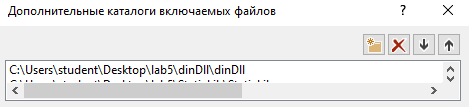 Дополнительные каталоги включаемых файлов
C:\Users\student\Desktop\lab5\dinDll\dinDll